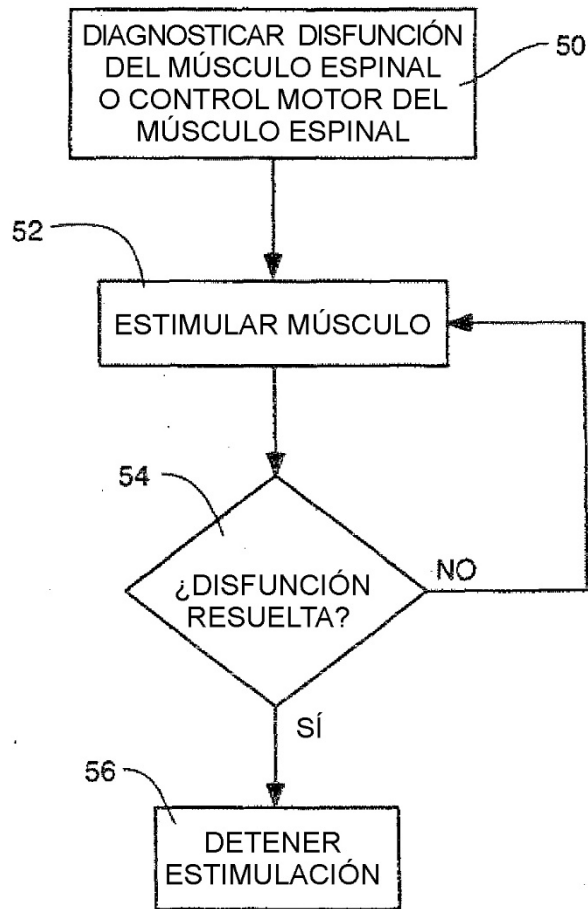 DIAGNOSTICAR DISFUNCIÓN
DEL MÚSCULO ESPINAL
O CONTROL MOTOR DEL
MÚSCULO ESPINAL
50
52
ESTIMULAR MÚSCULO
54
¿DISFUNCIÓN
RESUELTA?
NO
SÍ
56
DETENER
ESTIMULACIÓN